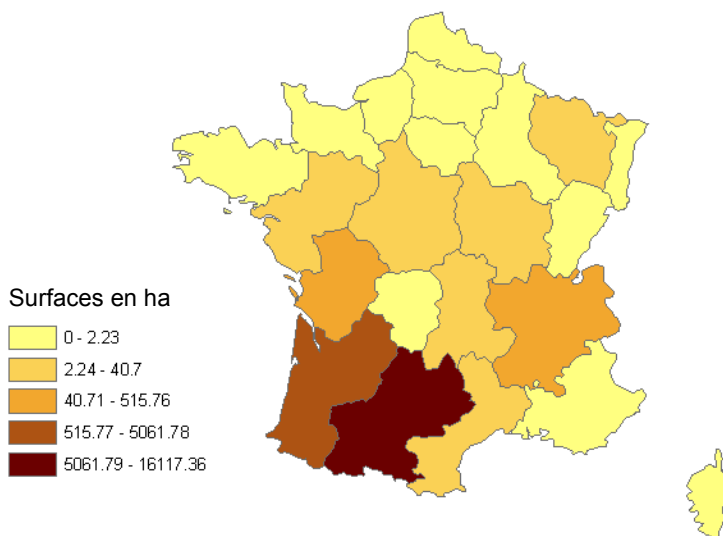 Surfaces en ha
0 - 2.23
2.24 - 40.7
40.71 - 515.76
515.77 - 5061.78
5061.79 - 16117.36